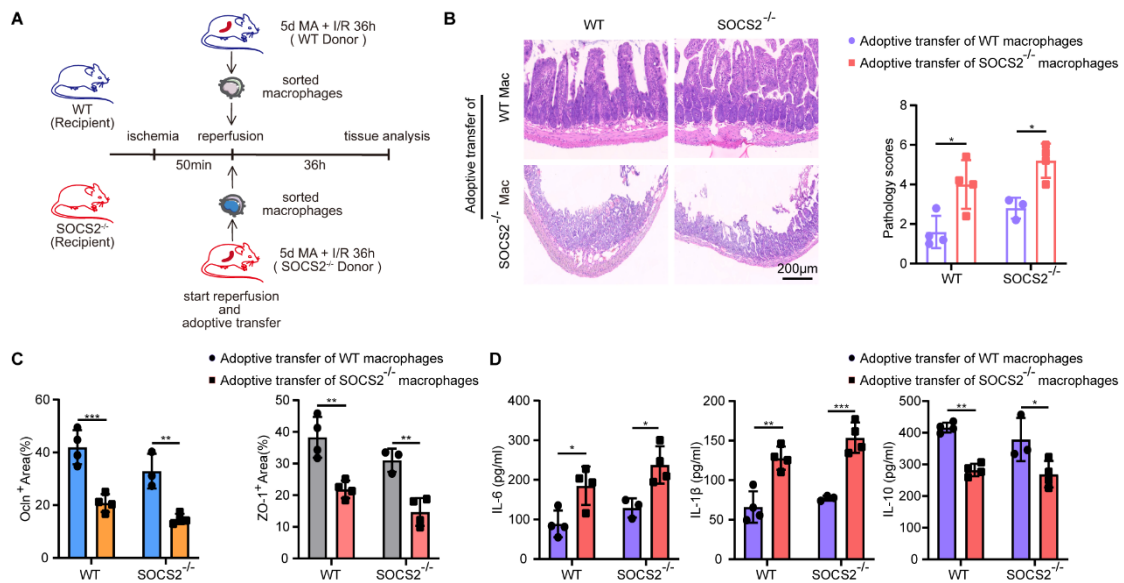 A
5d MA + I/R 36h
( WT Donor )
sorted
macrophages
WT
(Recipient)
ischemia
reperfusion
tissue analysis
50min
36h
SOCS2-/-
(Recipient)
sorted
macrophages
5d MA + I/R 36h
( SOCS2-/- Donor )
start reperfusion
and
adoptive transfer
B
WT
SOCS2-/-
Adoptive transfer of
WT Mac
SOCS2-/- Mac
200μm
Adoptive transfer of WT macrophages
Adoptive transfer of SOCS2-/- macrophages
Pathology scores
8
6
4
2
0
*
*
WT
SOCS2-/-
C
Adoptive transfer of WT macrophages
Adoptive transfer of SOCS2-/- macrophages
Ocln+ Area(%)
60
40
20
0
***
**
WT
SOCS2-/-
ZO-1+ Area(%)
50
40
30
20
10
0
**
**
WT
SOCS2-/-
D
Adoptive transfer of WT macrophages
Adoptive transfer of SOCS2-/- macrophages
IL-6 (pg/ml)
400
300
200
100
0
*
*
WT
SOCS2-/-
IL-1β (pg/ml)
200
150
100
50
0
**
***
WT
SOCS2-/-
IL-10 (pg/ml)
500
400
300
200
100
0
**
*
WT
SOCS2-/-